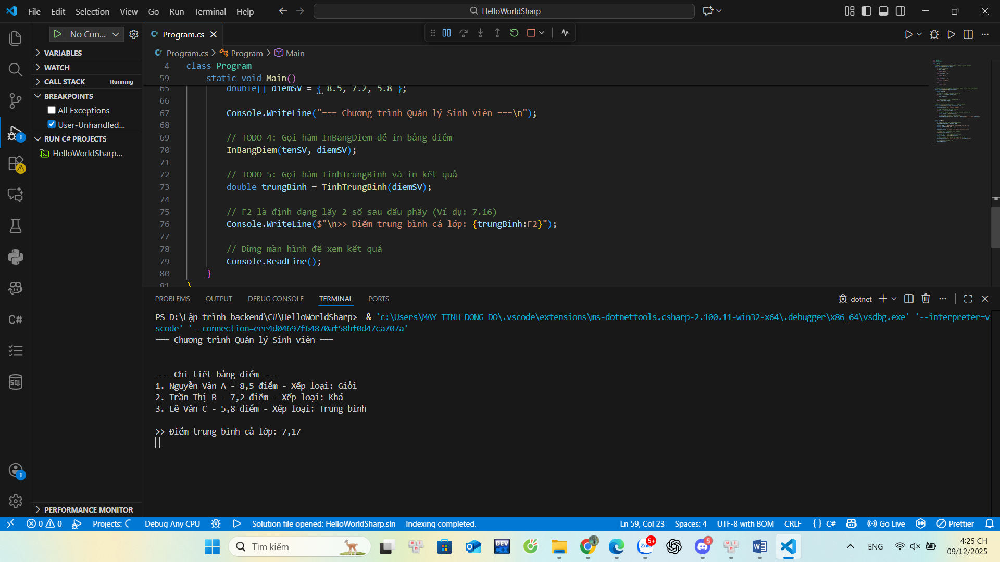 File Edit Selection View Go Run Terminal Help
HelloWorldSharp
No Con...
Program.cs
VARIABLES
WATCH
CALL STACK Running
BREAKPOINTS
All Exceptions
User-Unhandled...
RUN C# PROJECTS
HelloWorldSharp...
PERFORMANCE MONITOR
Program.cs > Program > Main
4 class Program
59 static void Main()
65 double[] diemSV = { 8.5, 7.2, 5.8 };
66
67 Console.WriteLine("=== Chương trình Quản lý Sinh viên ===\n");
68
69 // TODO 4: Gọi hàm InBangDiem để in bảng điểm
70 InBangDiem(tenSV, diemSV);
71
72 // TODO 5: Gọi hàm TinhTrungBinh và in kết quả
73 double trungBinh = TinhTrungBinh(diemSV);
74
75 // F2 là định dạng lấy 2 số sau dấu phẩy (Ví dụ: 7.16)
76 Console.WriteLine($"\n>> Điểm trung bình cả lớp: {trungBinh:F2}");
77
78 // Dừng màn hình để xem kết quả
79 Console.ReadLine();
80 }
81 }
PROBLEMS OUTPUT DEBUG CONSOLE TERMINAL PORTS
dotnet
PS D:\Lập trình backend\C#\HelloWorldSharp> & 'c:\Users\MAY TINH DONG DO\.vscode\extensions\ms-dotnettools.csharp-2.100.11-win32-x64\.debugger\x86_64\vsdbg.exe' '--interpreter=v
scode' '--connection=eee4d04697f64870af58bf0d47ca707a'
=== Chương trình Quản lý Sinh viên ===
--- Chi tiết bảng điểm ---
1. Nguyễn Văn A - 8,5 điểm - Xếp loại: Giỏi
2. Trần Thị B - 7,2 điểm - Xếp loại: Khá
3. Lê Văn C - 5,8 điểm - Xếp loại: Trung bình
>> Điểm trung bình cả lớp: 7,17
0 0 Projects: Debug Any CPU Solution file opened: HelloWorldSharp.sln Indexing completed. Ln 59, Col 23 Spaces: 4 UTF-8 with BOM CRLF { } C# Go Live Prettier
Tìm kiếm
ENG
4:25 CH
09/12/2025